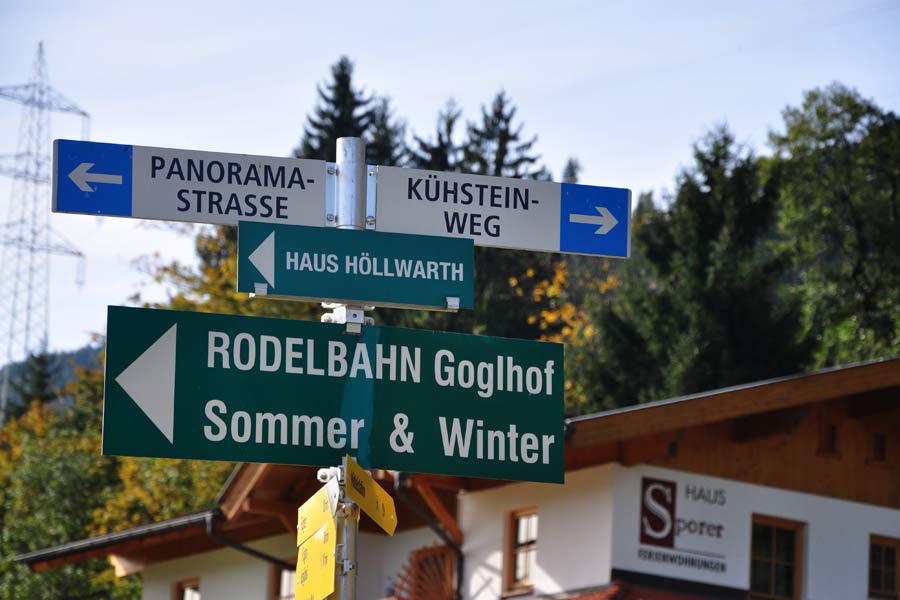 PANORAMA-
STRASSE
KÜHSTEIN-
WEG
HAUS HÖLLWARTH
RODELBAHN Goglhof
Sommer & Winter
HAUS
Sporer
FERIENWOHNUNGEN